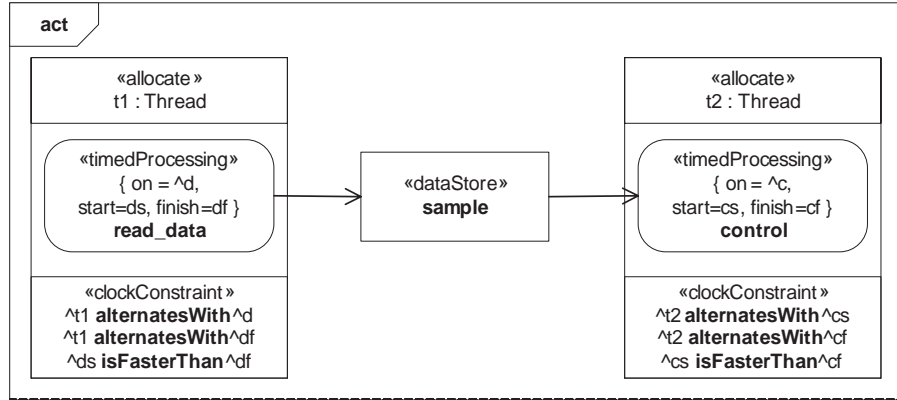 act
«allocate»
t1 : Thread
«timedProcessing»
{ on = ^d,
start=ds, finish=df }
read_data
«clockConstraint»
^t1 alternatesWith^d
^t1 alternatesWith^df
^ds isFasterThan^df
«dataStore»
sample
«allocate»
t2 : Thread
«timedProcessing»
{ on = ^c,
start=cs, finish=cf }
control
«clockConstraint»
^t2 alternatesWith^cs
^t2 alternatesWith^cf
^cs isFasterThan^cf